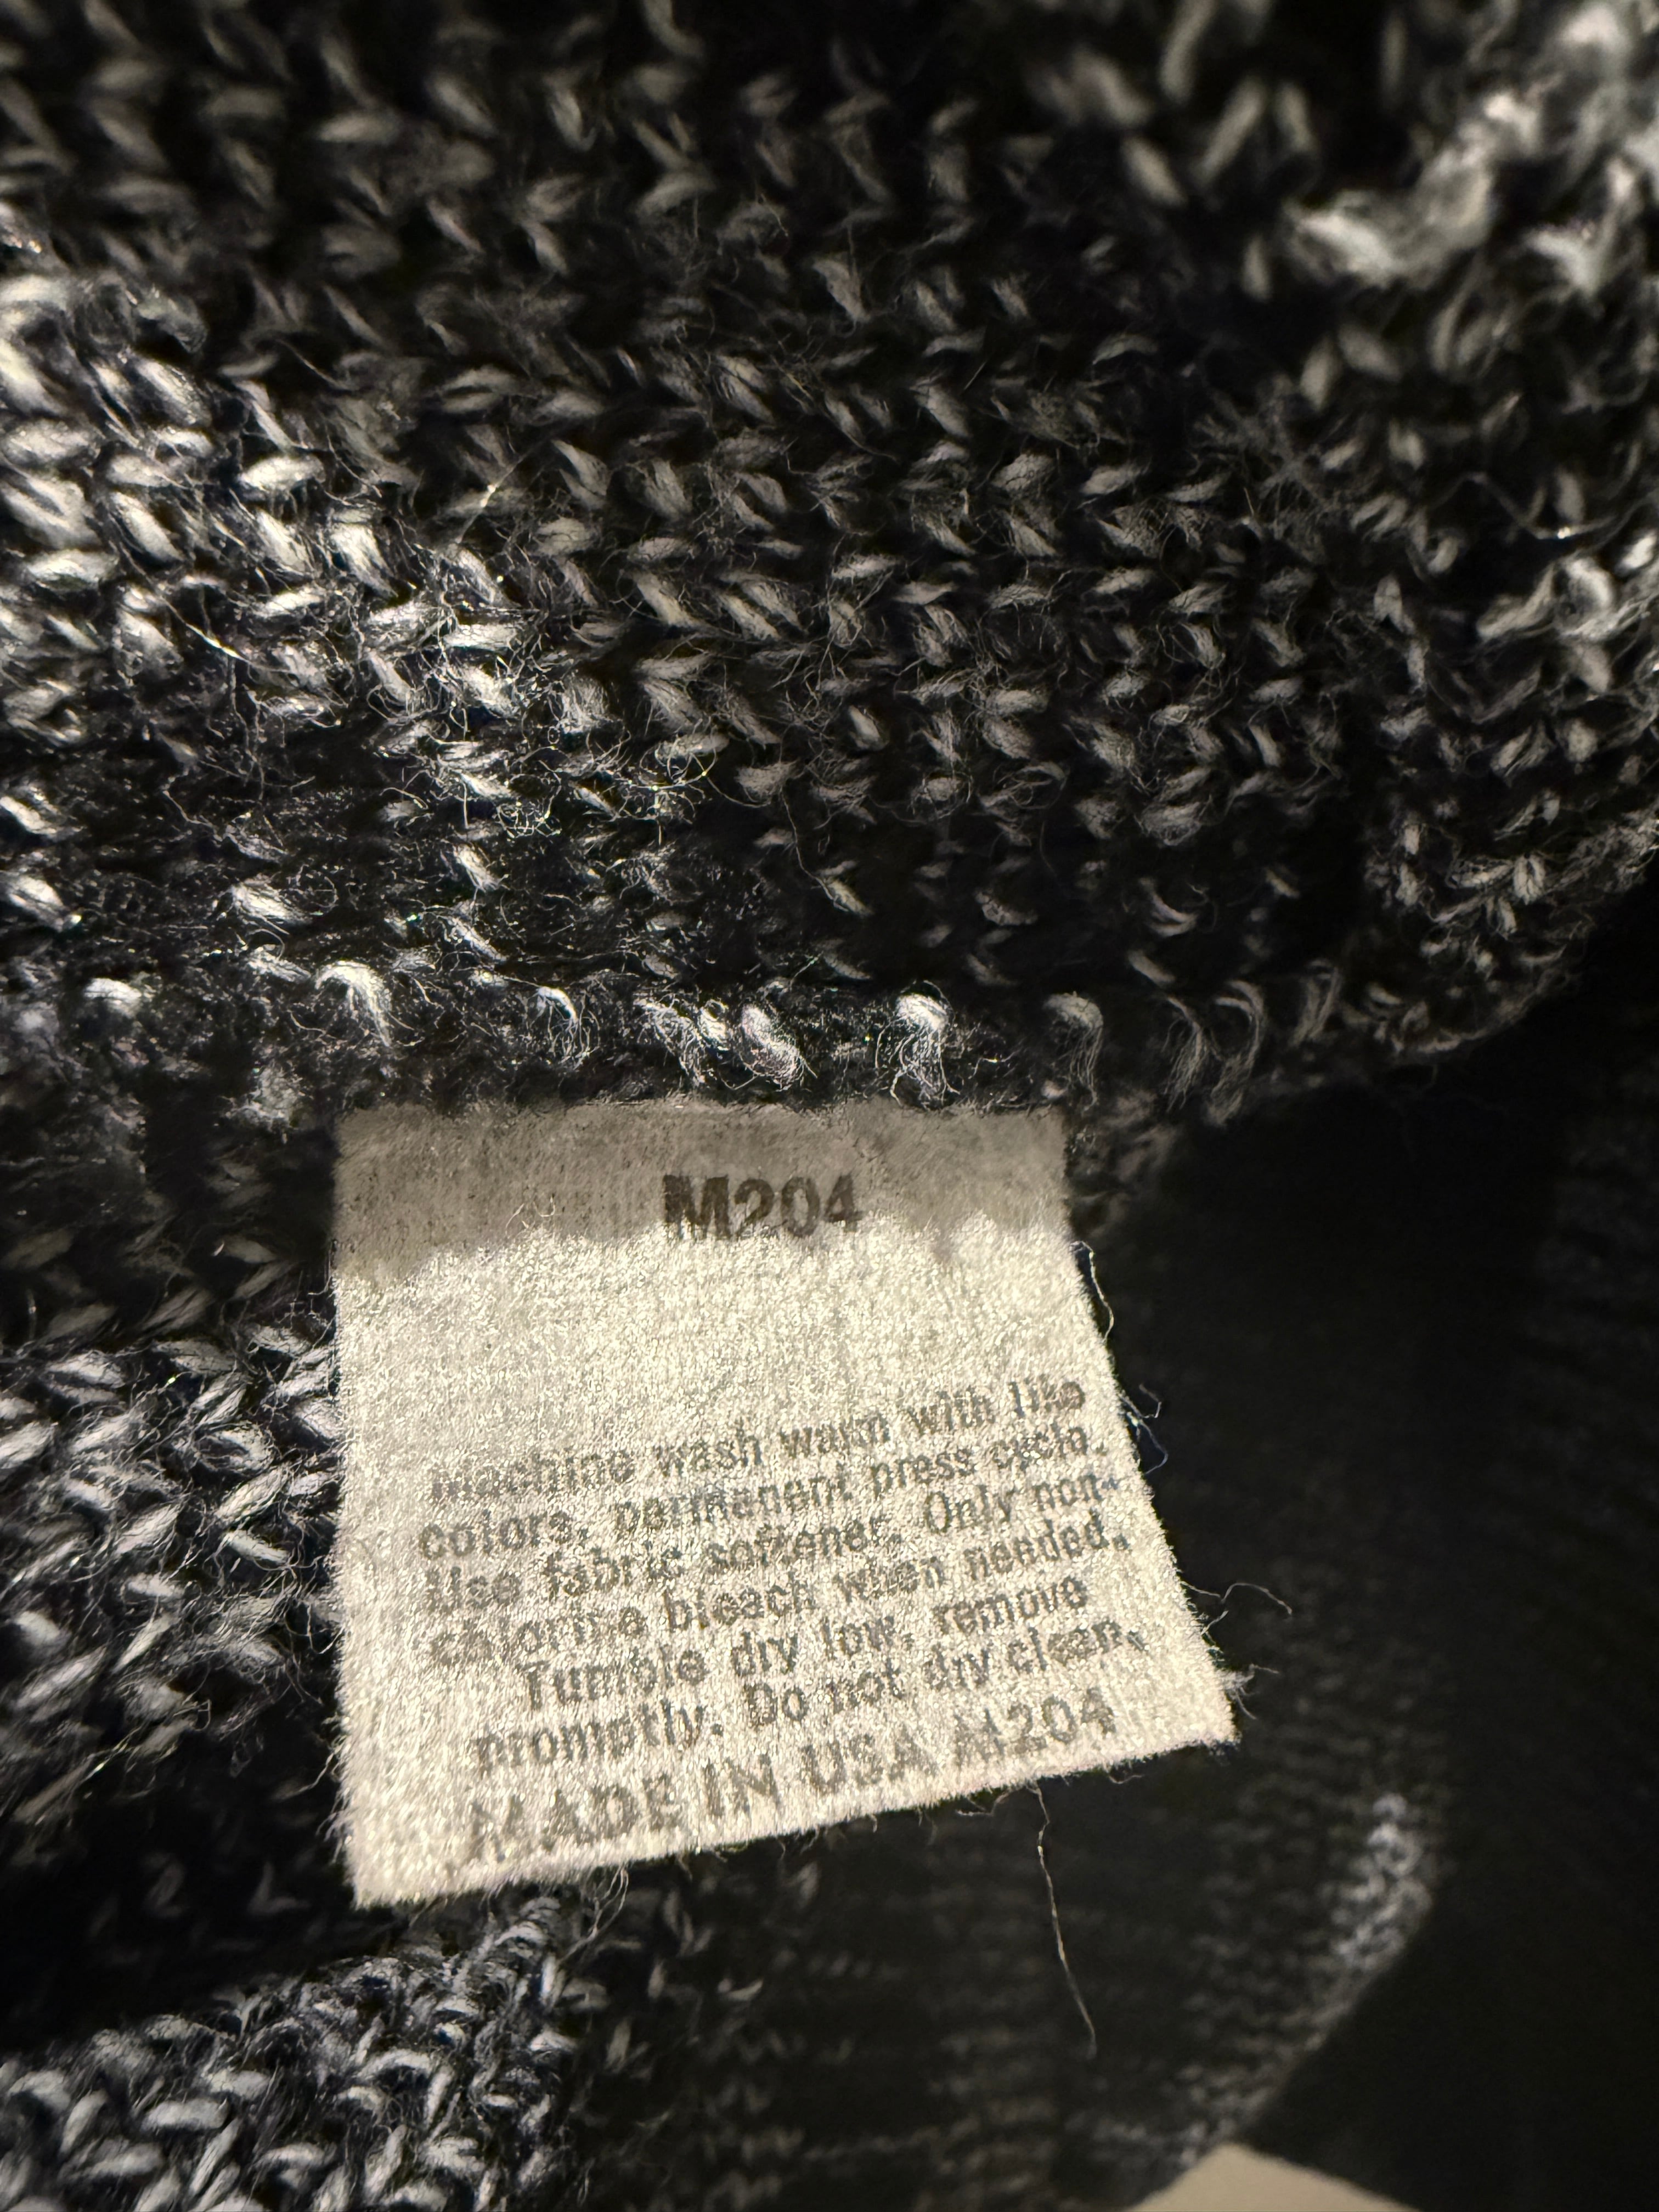 M204
Machine wash warm with like
colors, permanent press cycle.
Use fabric softener. Only non-
chlorine bleach when needed.
Tumble dry low, remove
promptly. Do not dry clean.
MADE IN USA M204